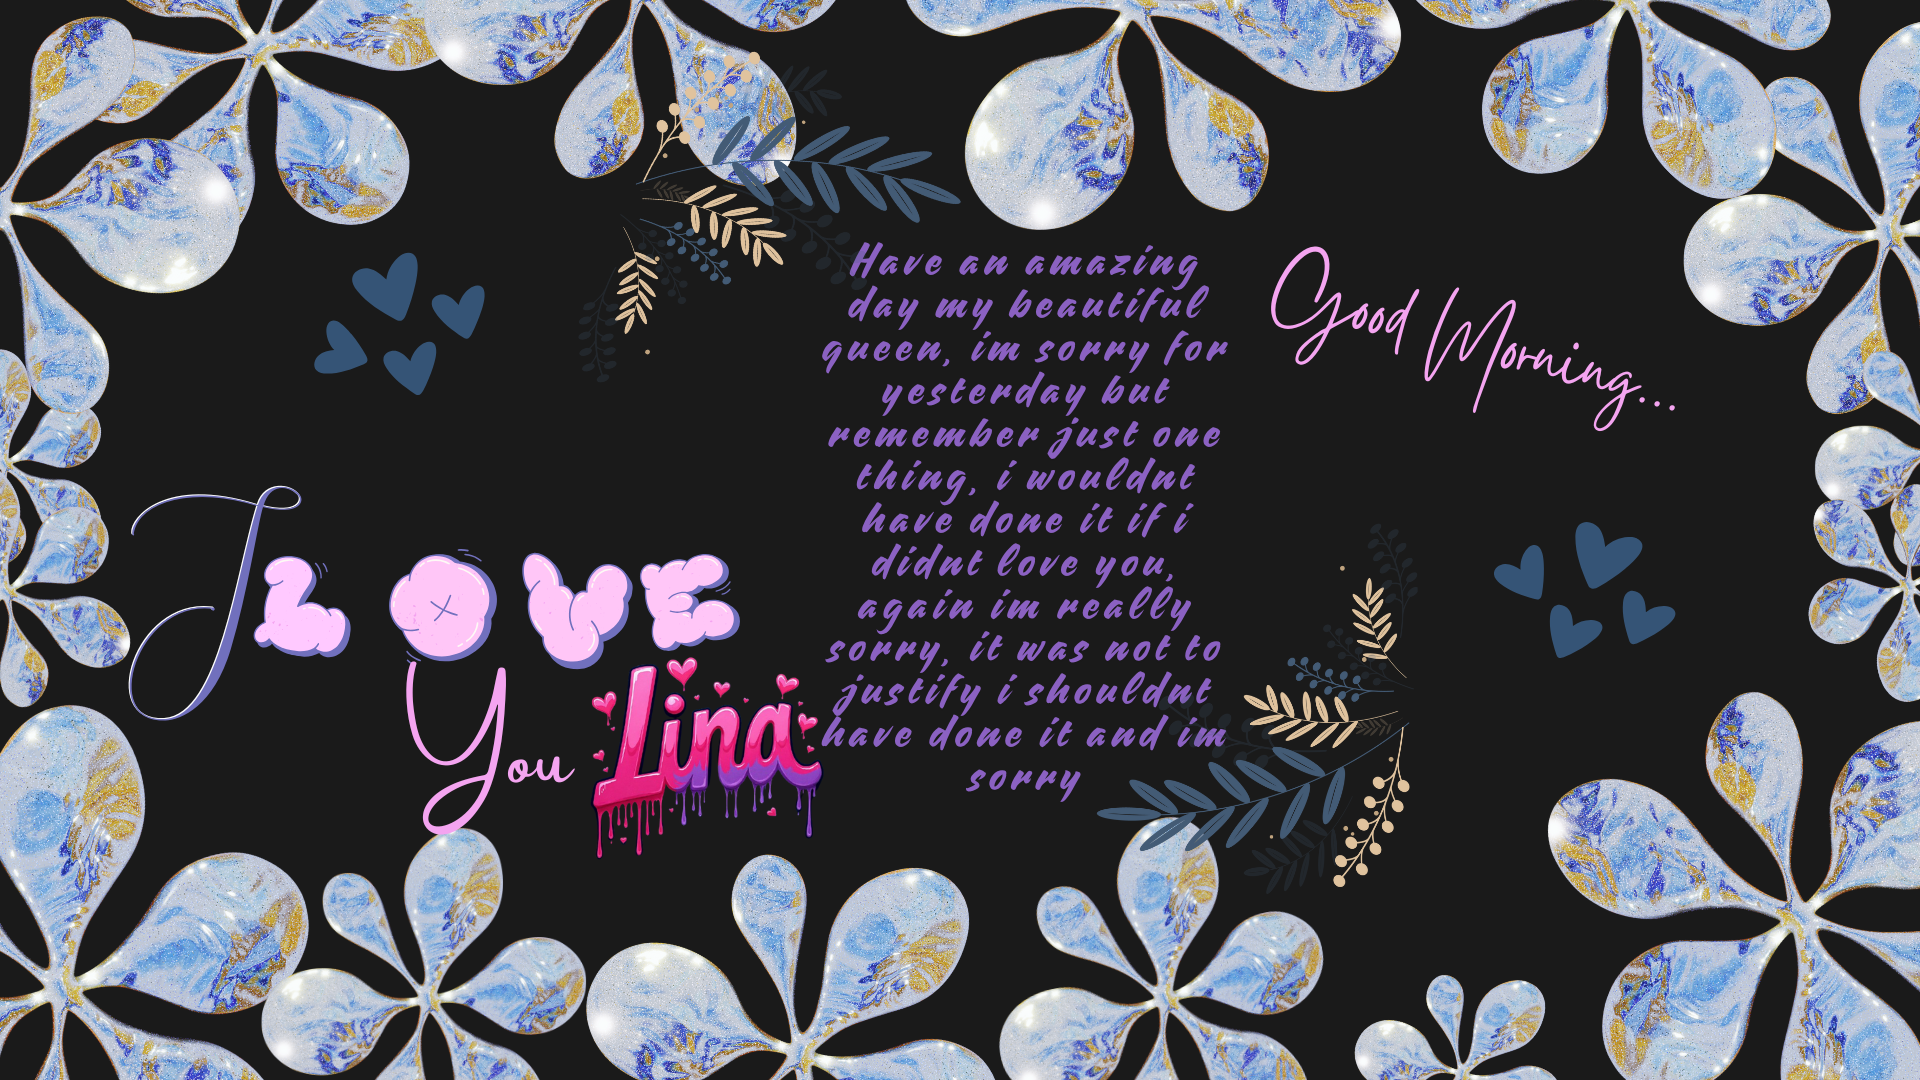 Good Morning...
Have an amazing
day my beautiful
queen, im sorry for
yesterday but
remember just one
thing, i wouldnt
have done it if i
didnt love you,
again im really
sorry, it was not to
justify i shouldnt
have done it and im
sorry
I LOVE
You Lina